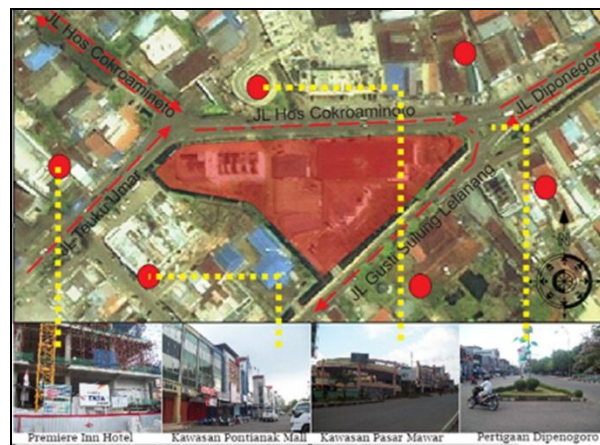 JL Hos Cokroaminoto
JL Hos Cokroaminoto
JL Diponegoro
JL Teuku Umar
JL Gusti Sulung Lelanang
TATA
Premiere Inn Hotel
Kawasan Pontianak Mall
Kawasan Pasar Mawar
Pertigaan Dipenogoro